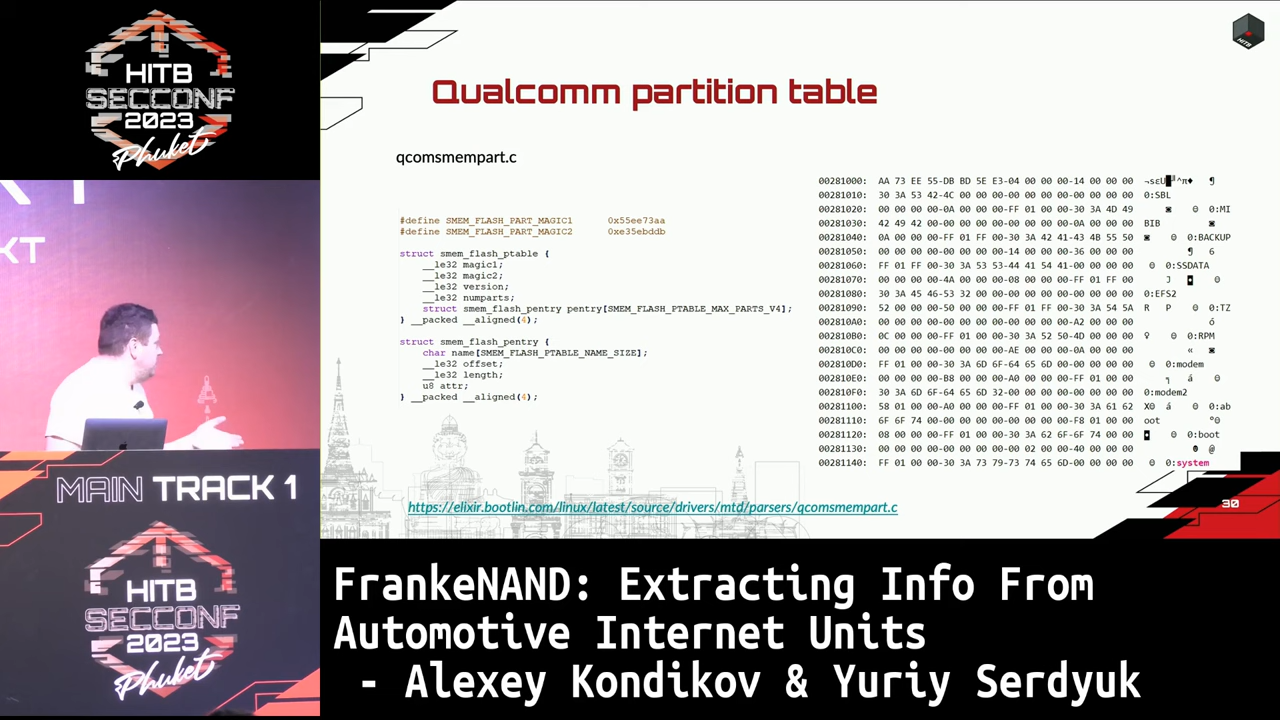 HITB
SECCONF
2023
Phuket
HITB
Qualcomm partition table
qcomsmempart.c
#define SMEM_FLASH_PART_MAGIC1 0x55ee73aa
#define SMEM_FLASH_PART_MAGIC2 0xe35ebddb
struct smem_flash_ptable {
__le32 magic1;
__le32 magic2;
__le32 version;
__le32 numparts;
struct smem_flash_pentry pentry[SMEM_FLASH_PTABLE_MAX_PARTS_V4];
} __packed __aligned(4);
struct smem_flash_pentry {
char name[SMEM_FLASH_PTABLE_NAME_SIZE];
__le32 offset;
__le32 length;
u8 attr;
} __packed __aligned(4);
00281000: AA 73 EE 55-DB BD 5E E3-04 00 00 00-14 00 00 00
00281010: 30 3A 53 42-4C 00 00 00-00 00 00 00-00 00 00 00 0:SBL
00281020: 00 00 00 00-0A 00 00 00-FF 01 00 00-30 3A 4D 49 0:MI
00281030: 42 49 42 00-00 00 00 00-00 00 00 00-0A 00 00 00 BIB
00281040: 0A 00 00 00-FF 01 FF 00-30 3A 42 41-43 4B 55 50 0:BACKUP
00281050: 00 00 00 00-00 00 00 00-14 00 00 00-36 00 00 00 ¶ 6
00281060: FF 01 FF 00-30 3A 53 53-44 41 54 41-00 00 00 00 0:SSDATA
00281070: 00 00 00 00-4A 00 00 00-08 00 00 00-FF 01 FF 00 J
00281080: 30 3A 45 46-53 32 00 00-00 00 00 00-00 00 00 00 0:EFS2
00281090: 52 00 00 00-50 00 00 00-FF 01 FF 00-30 3A 54 5A R P 0:TZ
002810A0: 00 00 00 00-00 00 00 00-00 00 00 00-A2 00 00 00 ó
002810B0: 0C 00 00 00-FF 01 00 00-30 3A 52 50-4D 00 00 00 ♀ 0:RPM
002810C0: 00 00 00 00-00 00 00 00-AE 00 00 00-0A 00 00 00 «
002810D0: FF 01 00 00-30 3A 6D 6F-64 65 6D 00-00 00 00 00 0:modem
002810E0: 00 00 00 00-B8 00 00 00-A0 00 00 00-FF 01 00 00 ╕ á
002810F0: 30 3A 6D 6F-64 65 6D 32-00 00 00 00-00 00 00 00 0:modem2
00281100: 58 01 00 00-A0 00 00 00-FF 01 00 00-30 3A 61 62 X á 0:ab
00281110: 6F 6F 74 00-00 00 00 00-00 00 00 00-F8 01 00 00 oot
00281120: 08 00 00 00-FF 01 00 00-30 3A 62 6F-6F 74 00 00 0:boot
00281130: 00 00 00 00-00 00 00 00-00 02 00 00-40 00 00 00 @
00281140: FF 01 00 00-30 3A 73 79-73 74 65 6D-00 00 00 00 0:system
https://elixir.bootlin.com/linux/latest/source/drivers/mtd/parsers/qcomsmempart.c
30
KT
MAIN TRACK 1
HITB
SECCONF
2023
Phuket
FrankeNAND: Extracting Info From
Automotive Internet Units
- Alexey Kondikov & Yuriy Serdyuk